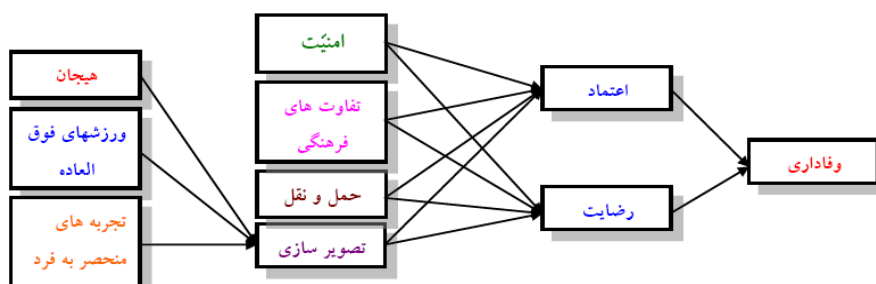 امنیّت
هیجان
تفاوت های
فرهنگی
اعتماد
ورزشهای فوق
العاده
وفاداری
حمل و نقل
رضایت
تجربه های
منحصر به فرد
تصویر سازی